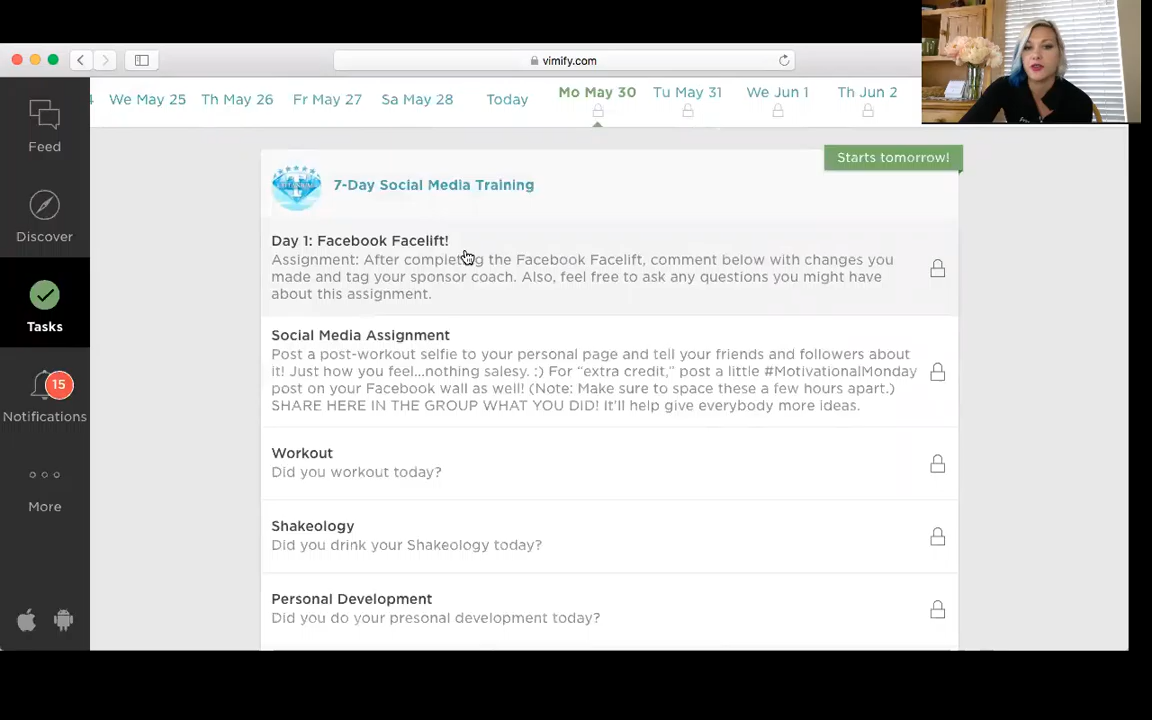 vimify.com
We May 25 Th May 26 Fr May 27 Sa May 28 Today Mo May 30 Tu May 31 We Jun 1 Th Jun 2
Feed
Discover
Tasks
15
Notifications
More
Starts tomorrow!
7-Day Social Media Training
Day 1: Facebook Facelift!
Assignment: After completing the Facebook Facelift, comment below with changes you
made and tag your sponsor coach. Also, feel free to ask any questions you might have
about this assignment.
Social Media Assignment
Post a post-workout selfie to your personal page and tell your friends and followers about
it! Just how you feel...nothing salesy. :) For “extra credit,” post a little #MotivationalMonday
post on your Facebook wall as well! (Note: Make sure to space these a few hours apart.)
SHARE HERE IN THE GROUP WHAT YOU DID! It'll help give everybody more ideas.
Workout
Did you workout today?
Shakeology
Did you drink your Shakeology today?
Personal Development
Did you do your presonal development today?